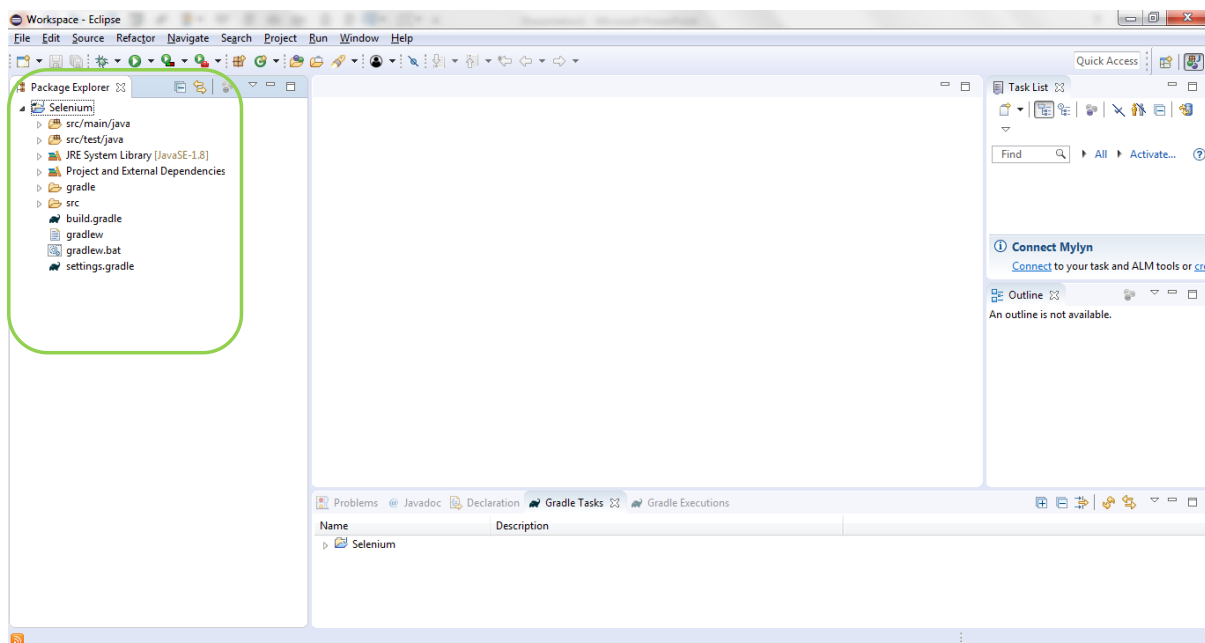 Workspace - Eclipse
File Edit Source Refactor Navigate Search Project Run Window Help
Quick Access
Package Explorer
Selenium
src/main/java
src/test/java
JRE System Library [JavaSE-1.8]
Project and External Dependencies
gradle
src
build.gradle
gradlew
gradlew.bat
settings.gradle
Task List
Find All Activate...
Connect Mylyn
Connect to your task and ALM tools or cre
Outline
An outline is not available.
Problems @ Javadoc Declaration Gradle Tasks Gradle Executions
Name Description
Selenium